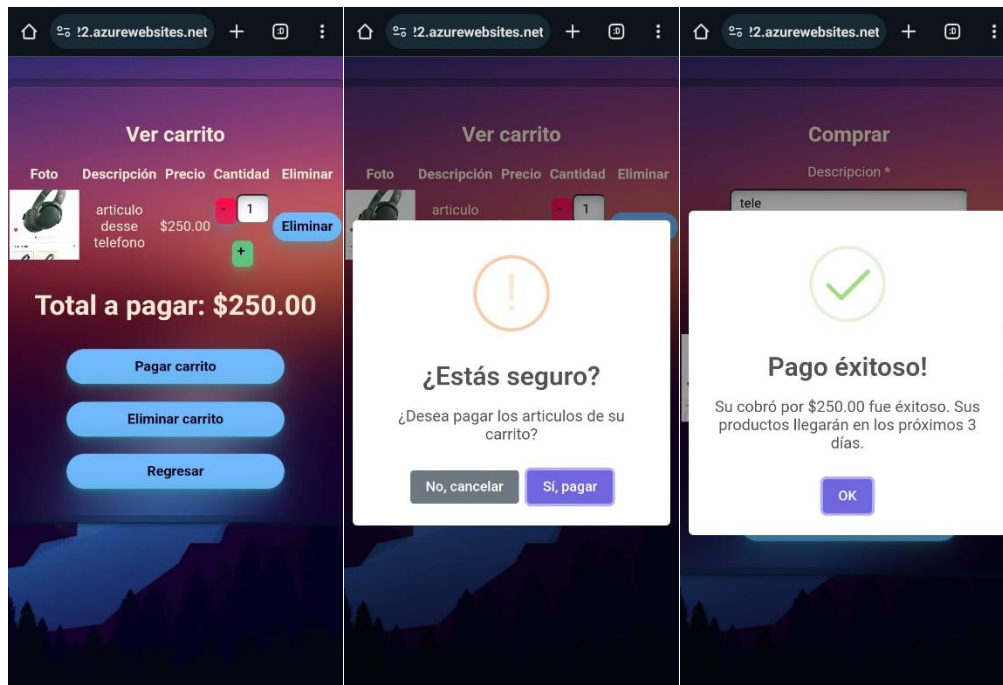 22.azurewebsites.net
:D
Ver carrito
Foto Descripción Precio Cantidad Eliminar
articulo desse telefono
$250.00
-
1
+
Eliminar
Total a pagar: $250.00
Pagar carrito
Eliminar carrito
Regresar
22.azurewebsites.net
:D
Ver carrito
Foto Descripción Precio Cantidad Eliminar
articulo
-
1
¿Estás seguro?
¿Desea pagar los articulos de su
carrito?
No, cancelar
Sí, pagar
22.azurewebsites.net
:D
Comprar
Descripcion *
tele
Pago éxitoso!
Su cobró por $250.00 fue éxitoso. Sus
productos llegarán en los próximos 3
días.
OK